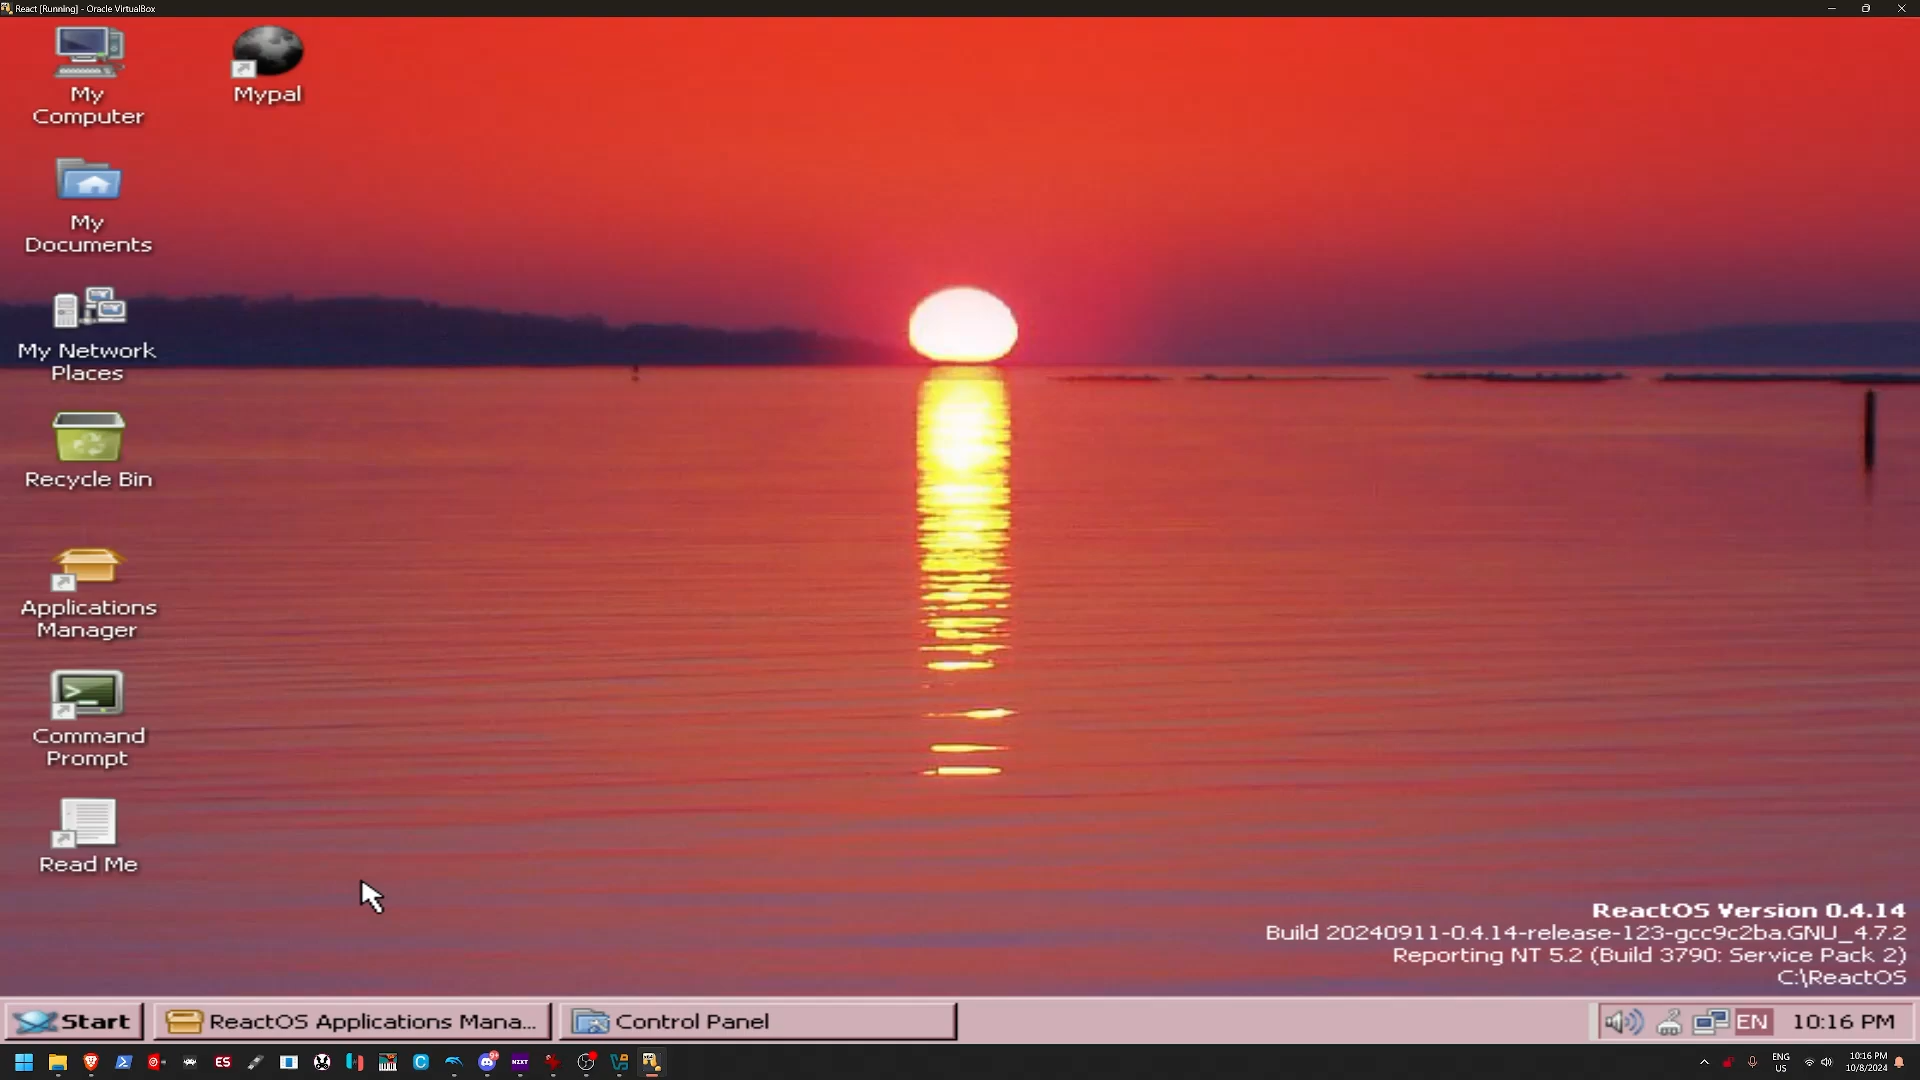 React [Running] - Oracle VirtualBox
My
Computer
Mypal
My
Documents
My Network
Places
Recycle Bin
Applications
Manager
Command
Prompt
Read Me
ReactOS Version 0.4.14
Build 20240911-0.4.14-release-123-gcc9c2ba.GNU_4.7.2
Reporting NT 5.2 (Build 3790: Service Pack 2)
C:\ReactOS
Start
ReactOS Applications Mana...
Control Panel
EN
10:16 PM
ES
NZXT
ENG
US
10:16 PM
10/8/2024